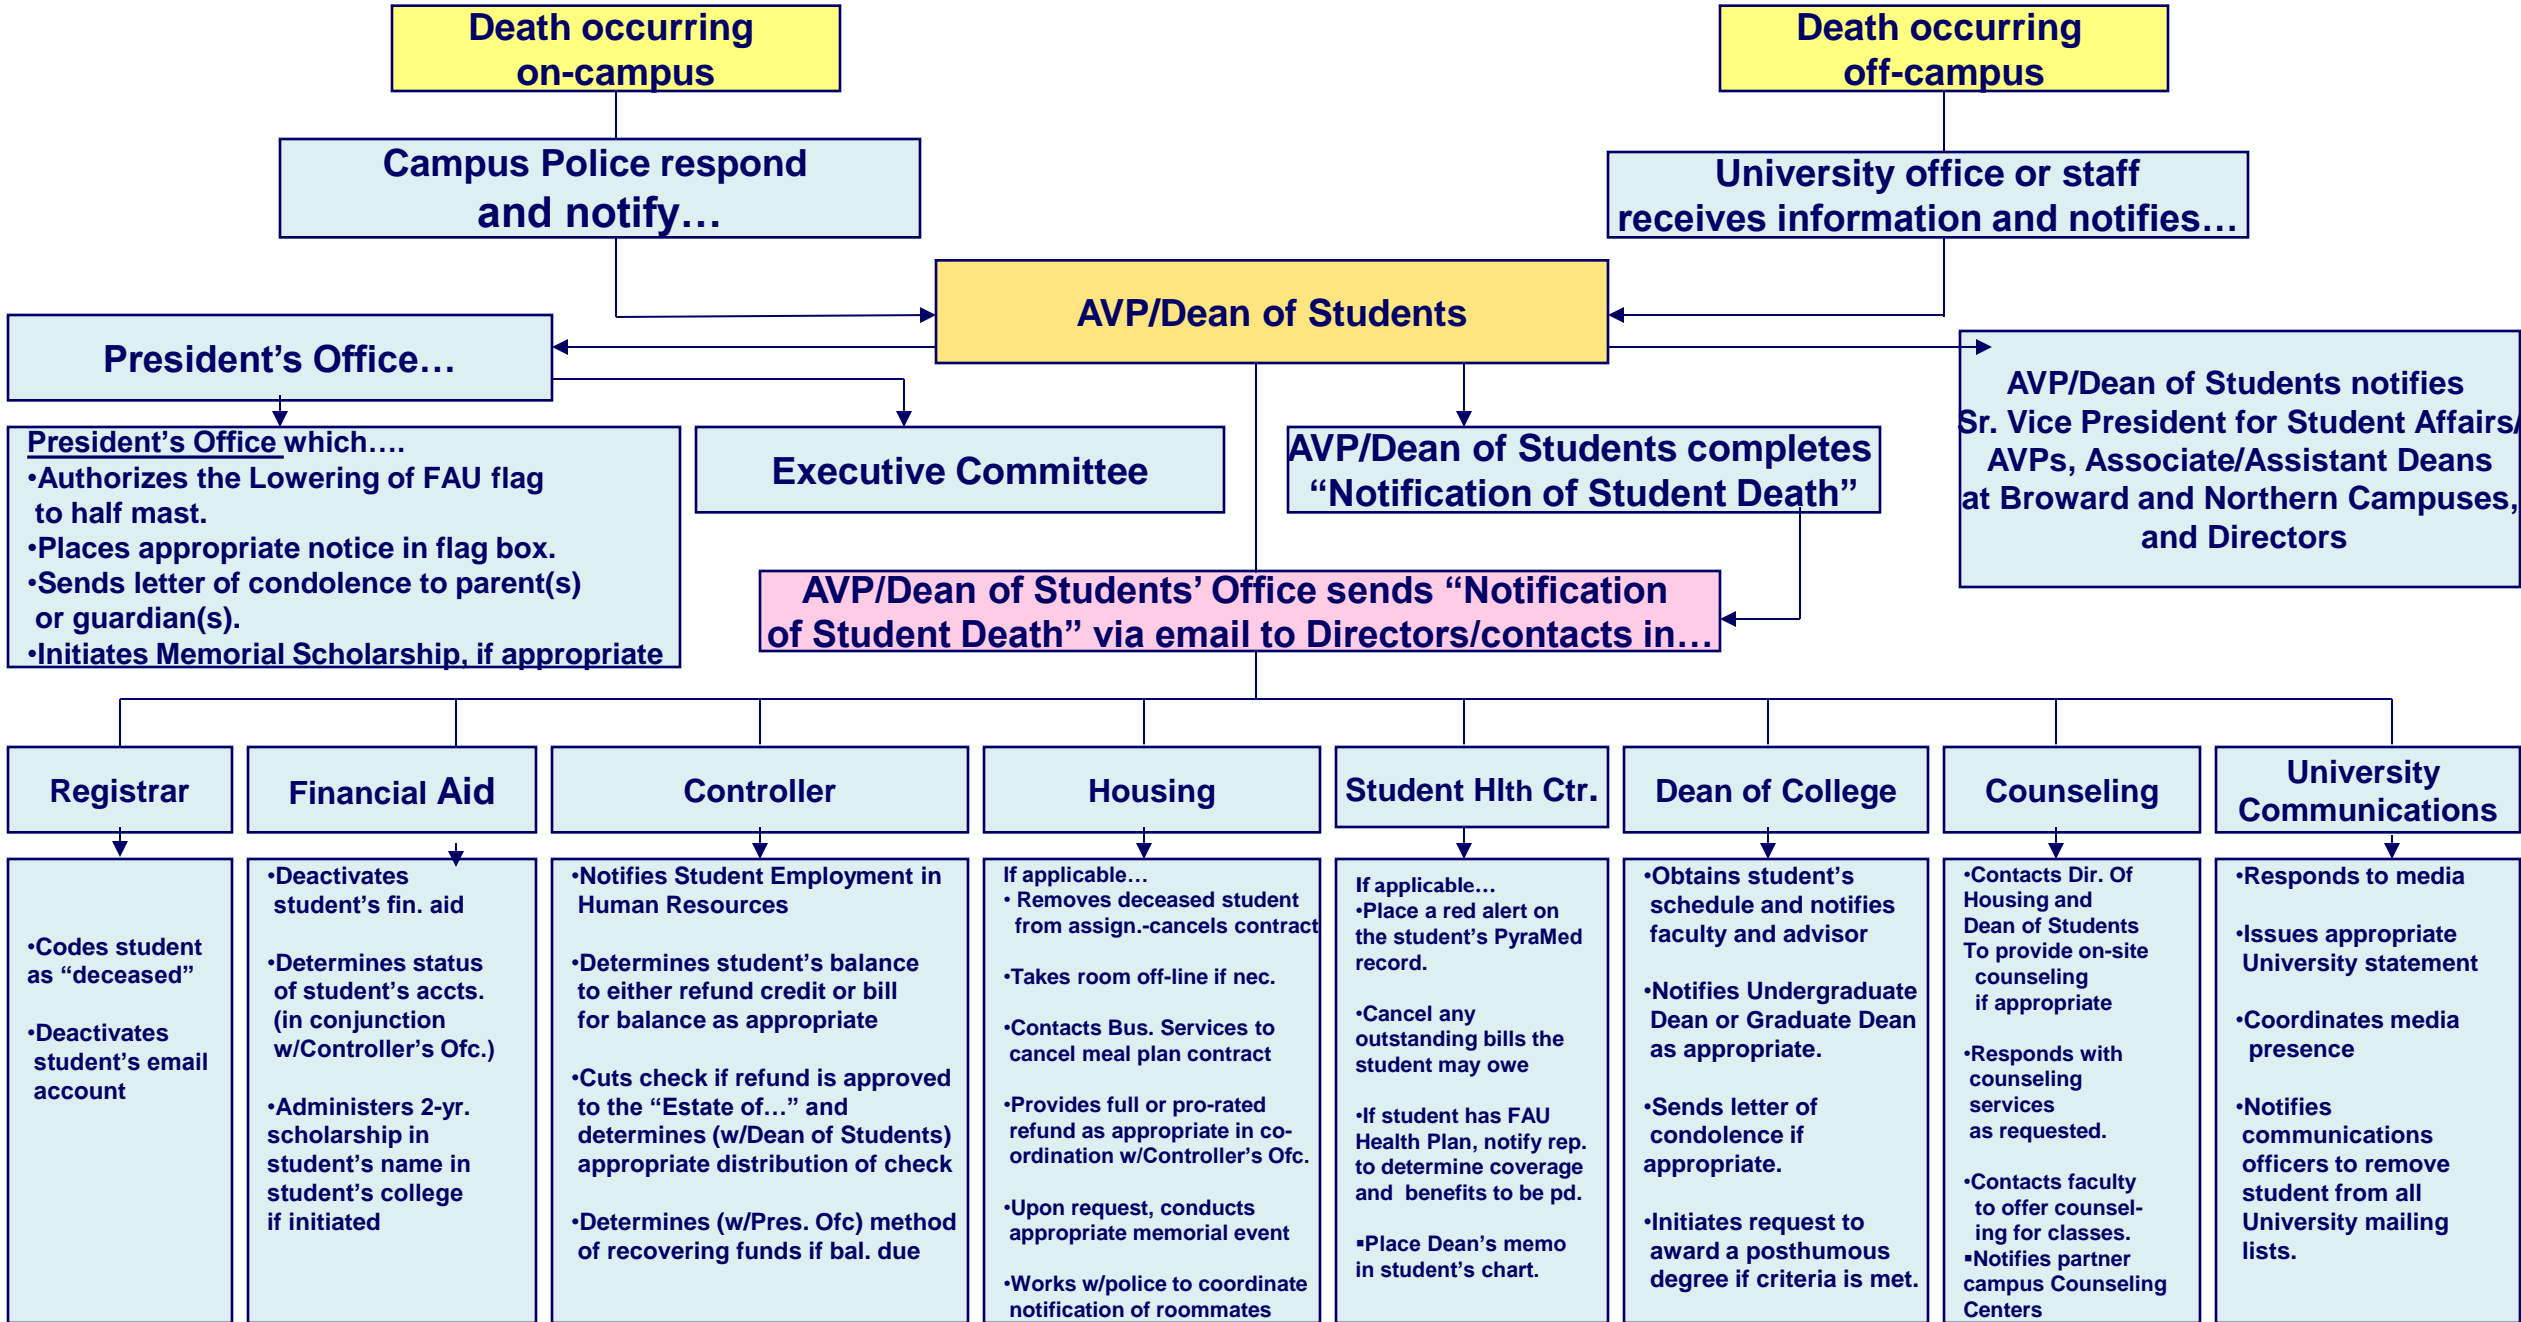 Death occurring
on-campus
Death occurring
off-campus
Campus Police respond
and notify…
University office or staff
receives information and notifies…
AVP/Dean of Students
President's Office…
AVP/Dean of Students notifies
Sr. Vice President for Student Affairs/
AVPs, Associate/Assistant Deans
at Broward and Northern Campuses,
and Directors
President's Office which….
•Authorizes the Lowering of FAU flag
to half mast.
•Places appropriate notice in flag box.
•Sends letter of condolence to parent(s)
or guardian(s).
•Initiates Memorial Scholarship, if appropriate
Executive Committee
AVP/Dean of Students completes
“Notification of Student Death”
AVP/Dean of Students' Office sends “Notification
of Student Death” via email to Directors/contacts in…
Registrar
Financial Aid
Controller
Housing
Student Hlth Ctr.
Dean of College
Counseling
University
Communications
•Codes student
as “deceased”
•Deactivates
student's email
account
•Deactivates
student's fin. aid
•Determines status
of student's accts.
(in conjunction
w/Controller's Ofc.)
•Administers 2-yr.
scholarship in
student's name in
student's college
if initiated
•Notifies Student Employment in
Human Resources
•Determines student's balance
to either refund credit or bill
for balance as appropriate
•Cuts check if refund is approved
to the “Estate of…” and
determines (w/Dean of Students)
appropriate distribution of check
•Determines (w/Pres. Ofc) method
of recovering funds if bal. due
If applicable…
• Removes deceased student
from assign.-cancels contract
•Takes room off-line if nec.
•Contacts Bus. Services to
cancel meal plan contract
•Provides full or pro-rated
refund as appropriate in co-
ordination w/Controller's Ofc.
•Upon request, conducts
appropriate memorial event
•Works w/police to coordinate
notification of roommates
If applicable…
•Place a red alert on
the student's PyraMed
record.
•Cancel any
outstanding bills the
student may owe
•If student has FAU
Health Plan, notify rep.
to determine coverage
and benefits to be pd.
▪Place Dean's memo
in student's chart.
•Obtains student's
schedule and notifies
faculty and advisor
•Notifies Undergraduate
Dean or Graduate Dean
as appropriate.
•Sends letter of
condolence if
appropriate.
•Initiates request to
award a posthumous
degree if criteria is met.
•Contacts Dir. Of
Housing and
Dean of Students
To provide on-site
counseling
if appropriate
•Responds with
counseling
services
as requested.
•Contacts faculty
to offer counsel-
ing for classes.
▪Notifies partner
campus Counseling
Centers
•Responds to media
•Issues appropriate
University statement
•Coordinates media
presence
•Notifies
communications
officers to remove
student from all
University mailing
lists.